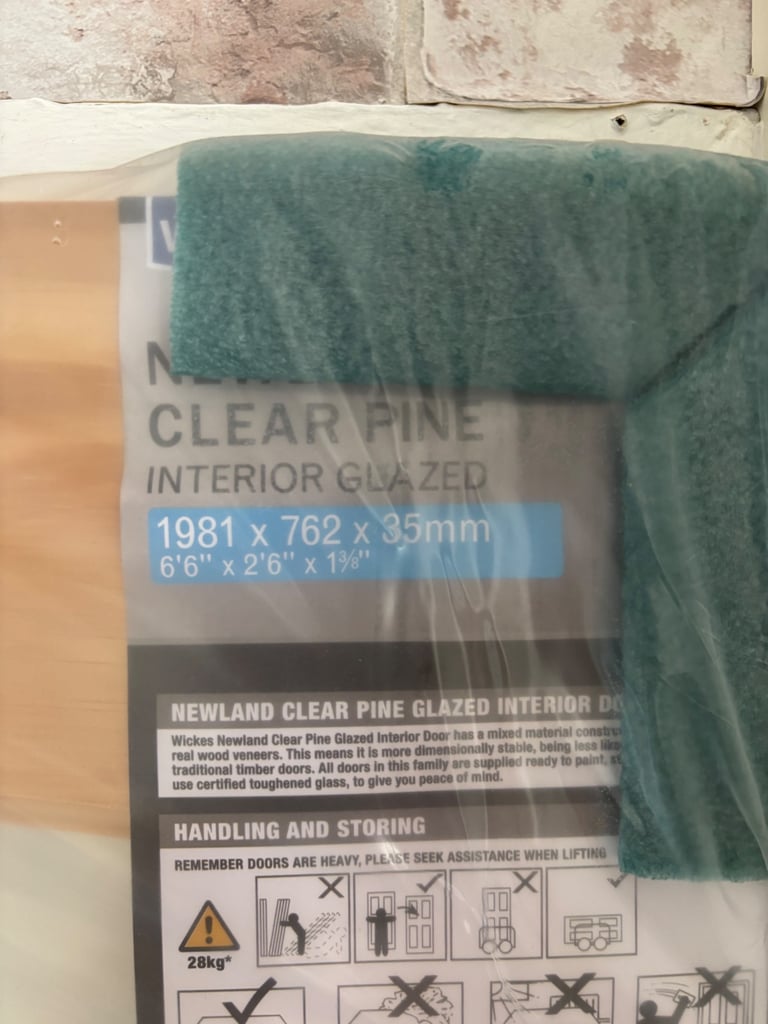 CLEAR PINE
INTERIOR GLAZED
1981 x 762 x 35mm
6'6" x 2'6" x 1⅜"
NEWLAND CLEAR PINE GLAZED INTERIOR
Wickes Newland Clear Pine Glazed Interior Door has a mixed material
real wood veneers. This means it is more dimensionally stable, being less
traditional timber doors. All doors in this family are supplied ready to paint,
use certified toughened glass, to give you peace of mind.
HANDLING AND STORING
REMEMBER DOORS ARE HEAVY, PLEASE SEEK ASSISTANCE WHEN LIFTING
28kg*